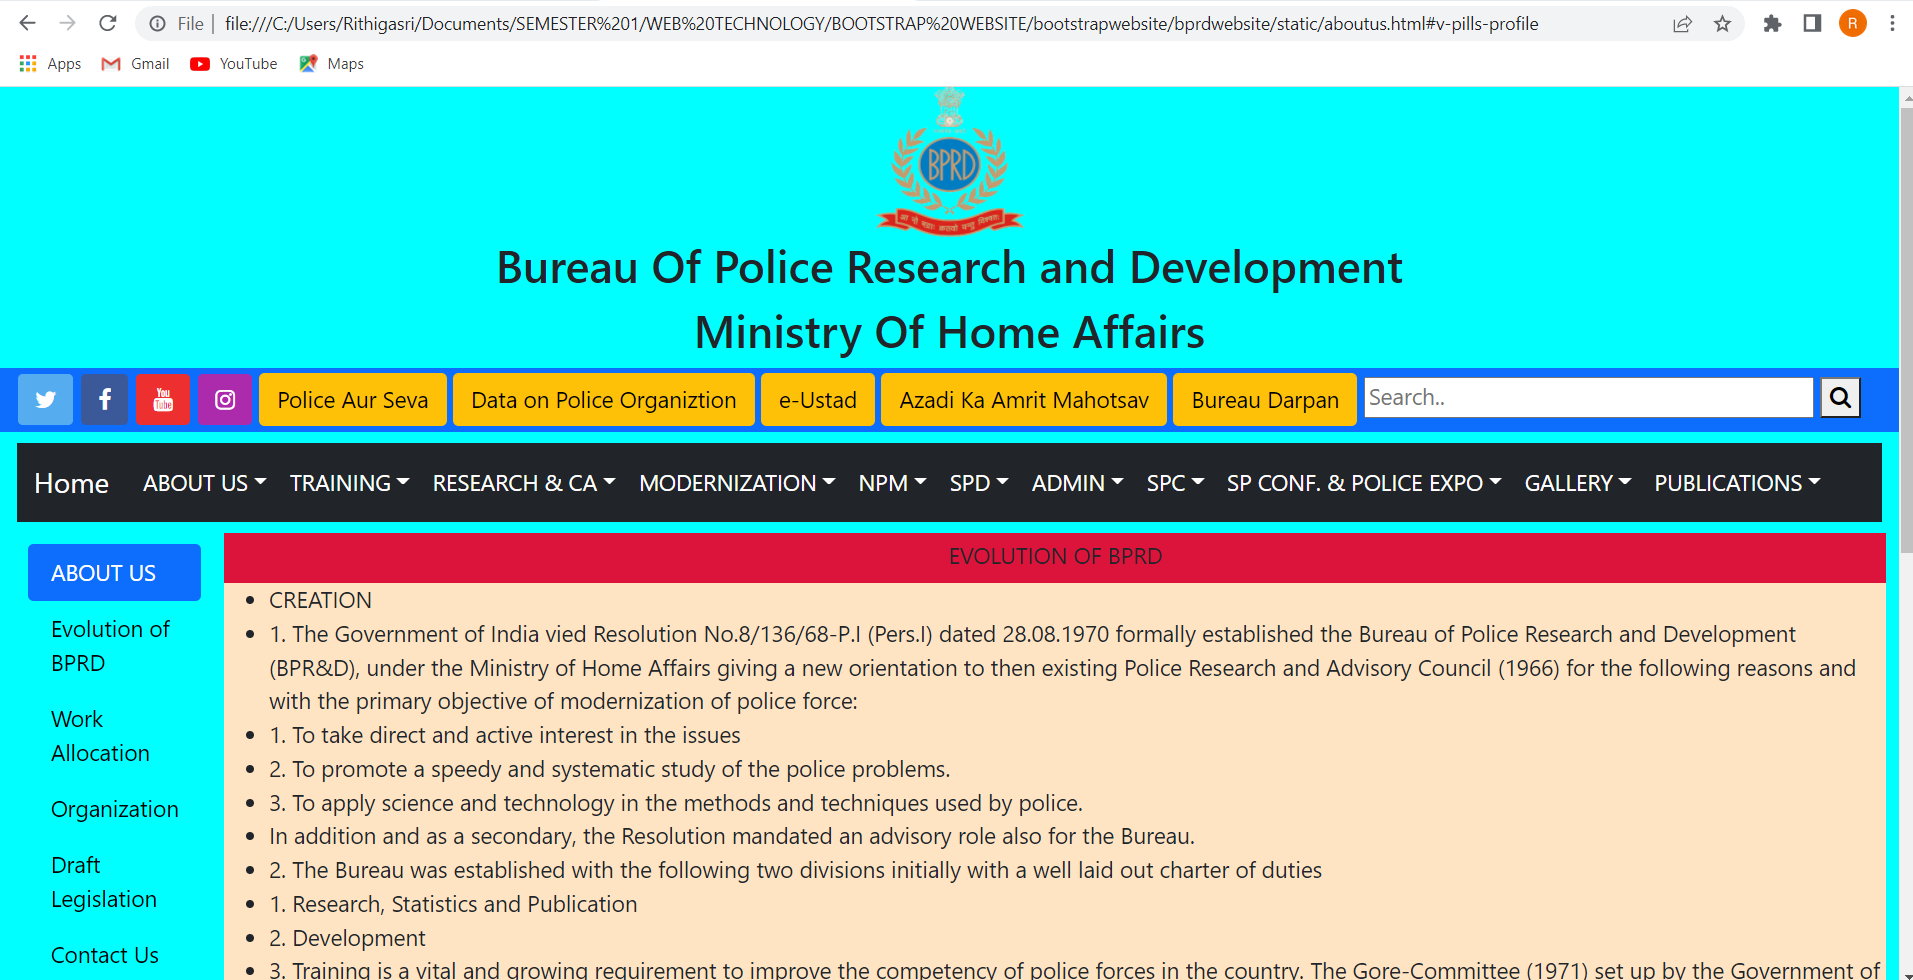 File
file:///C:/Users/Rithigasri/Documents/SEMESTER%201/WEB%20TECHNOLOGY/BOOTSTRAP%20WEBSITE/bootstrapwebsite/bprdwebsite/static/aboutus.html#v-pills-profile
R
Apps Gmail YouTube Maps
BPRD
Bureau Of Police Research and Development
Ministry Of Home Affairs
You Tube Police Aur Seva Data on Police Organiztion e-Ustad Azadi Ka Amrit Mahotsav Bureau Darpan Search..
Home ABOUT US TRAINING RESEARCH & CA MODERNIZATION NPM SPD ADMIN SPC SP CONF. & POLICE EXPO GALLERY PUBLICATIONS
ABOUT US
Evolution of
BPRD
Work
Allocation
Organization
Draft
Legislation
Contact Us
EVOLUTION OF BPRD
• CREATION
• 1. The Government of India vied Resolution No.8/136/68-P.I (Pers.I) dated 28.08.1970 formally established the Bureau of Police Research and Development
(BPR&D), under the Ministry of Home Affairs giving a new orientation to then existing Police Research and Advisory Council (1966) for the following reasons and
with the primary objective of modernization of police force:
• 1. To take direct and active interest in the issues
• 2. To promote a speedy and systematic study of the police problems.
• 3. To apply science and technology in the methods and techniques used by police.
• In addition and as a secondary, the Resolution mandated an advisory role also for the Bureau.
• 2. The Bureau was established with the following two divisions initially with a well laid out charter of duties
• 1. Research, Statistics and Publication
• 2. Development
• 3. Training is a vital and growing requirement to improve the competency of police forces in the country. The Gore-Committee (1971) set up by the Government of